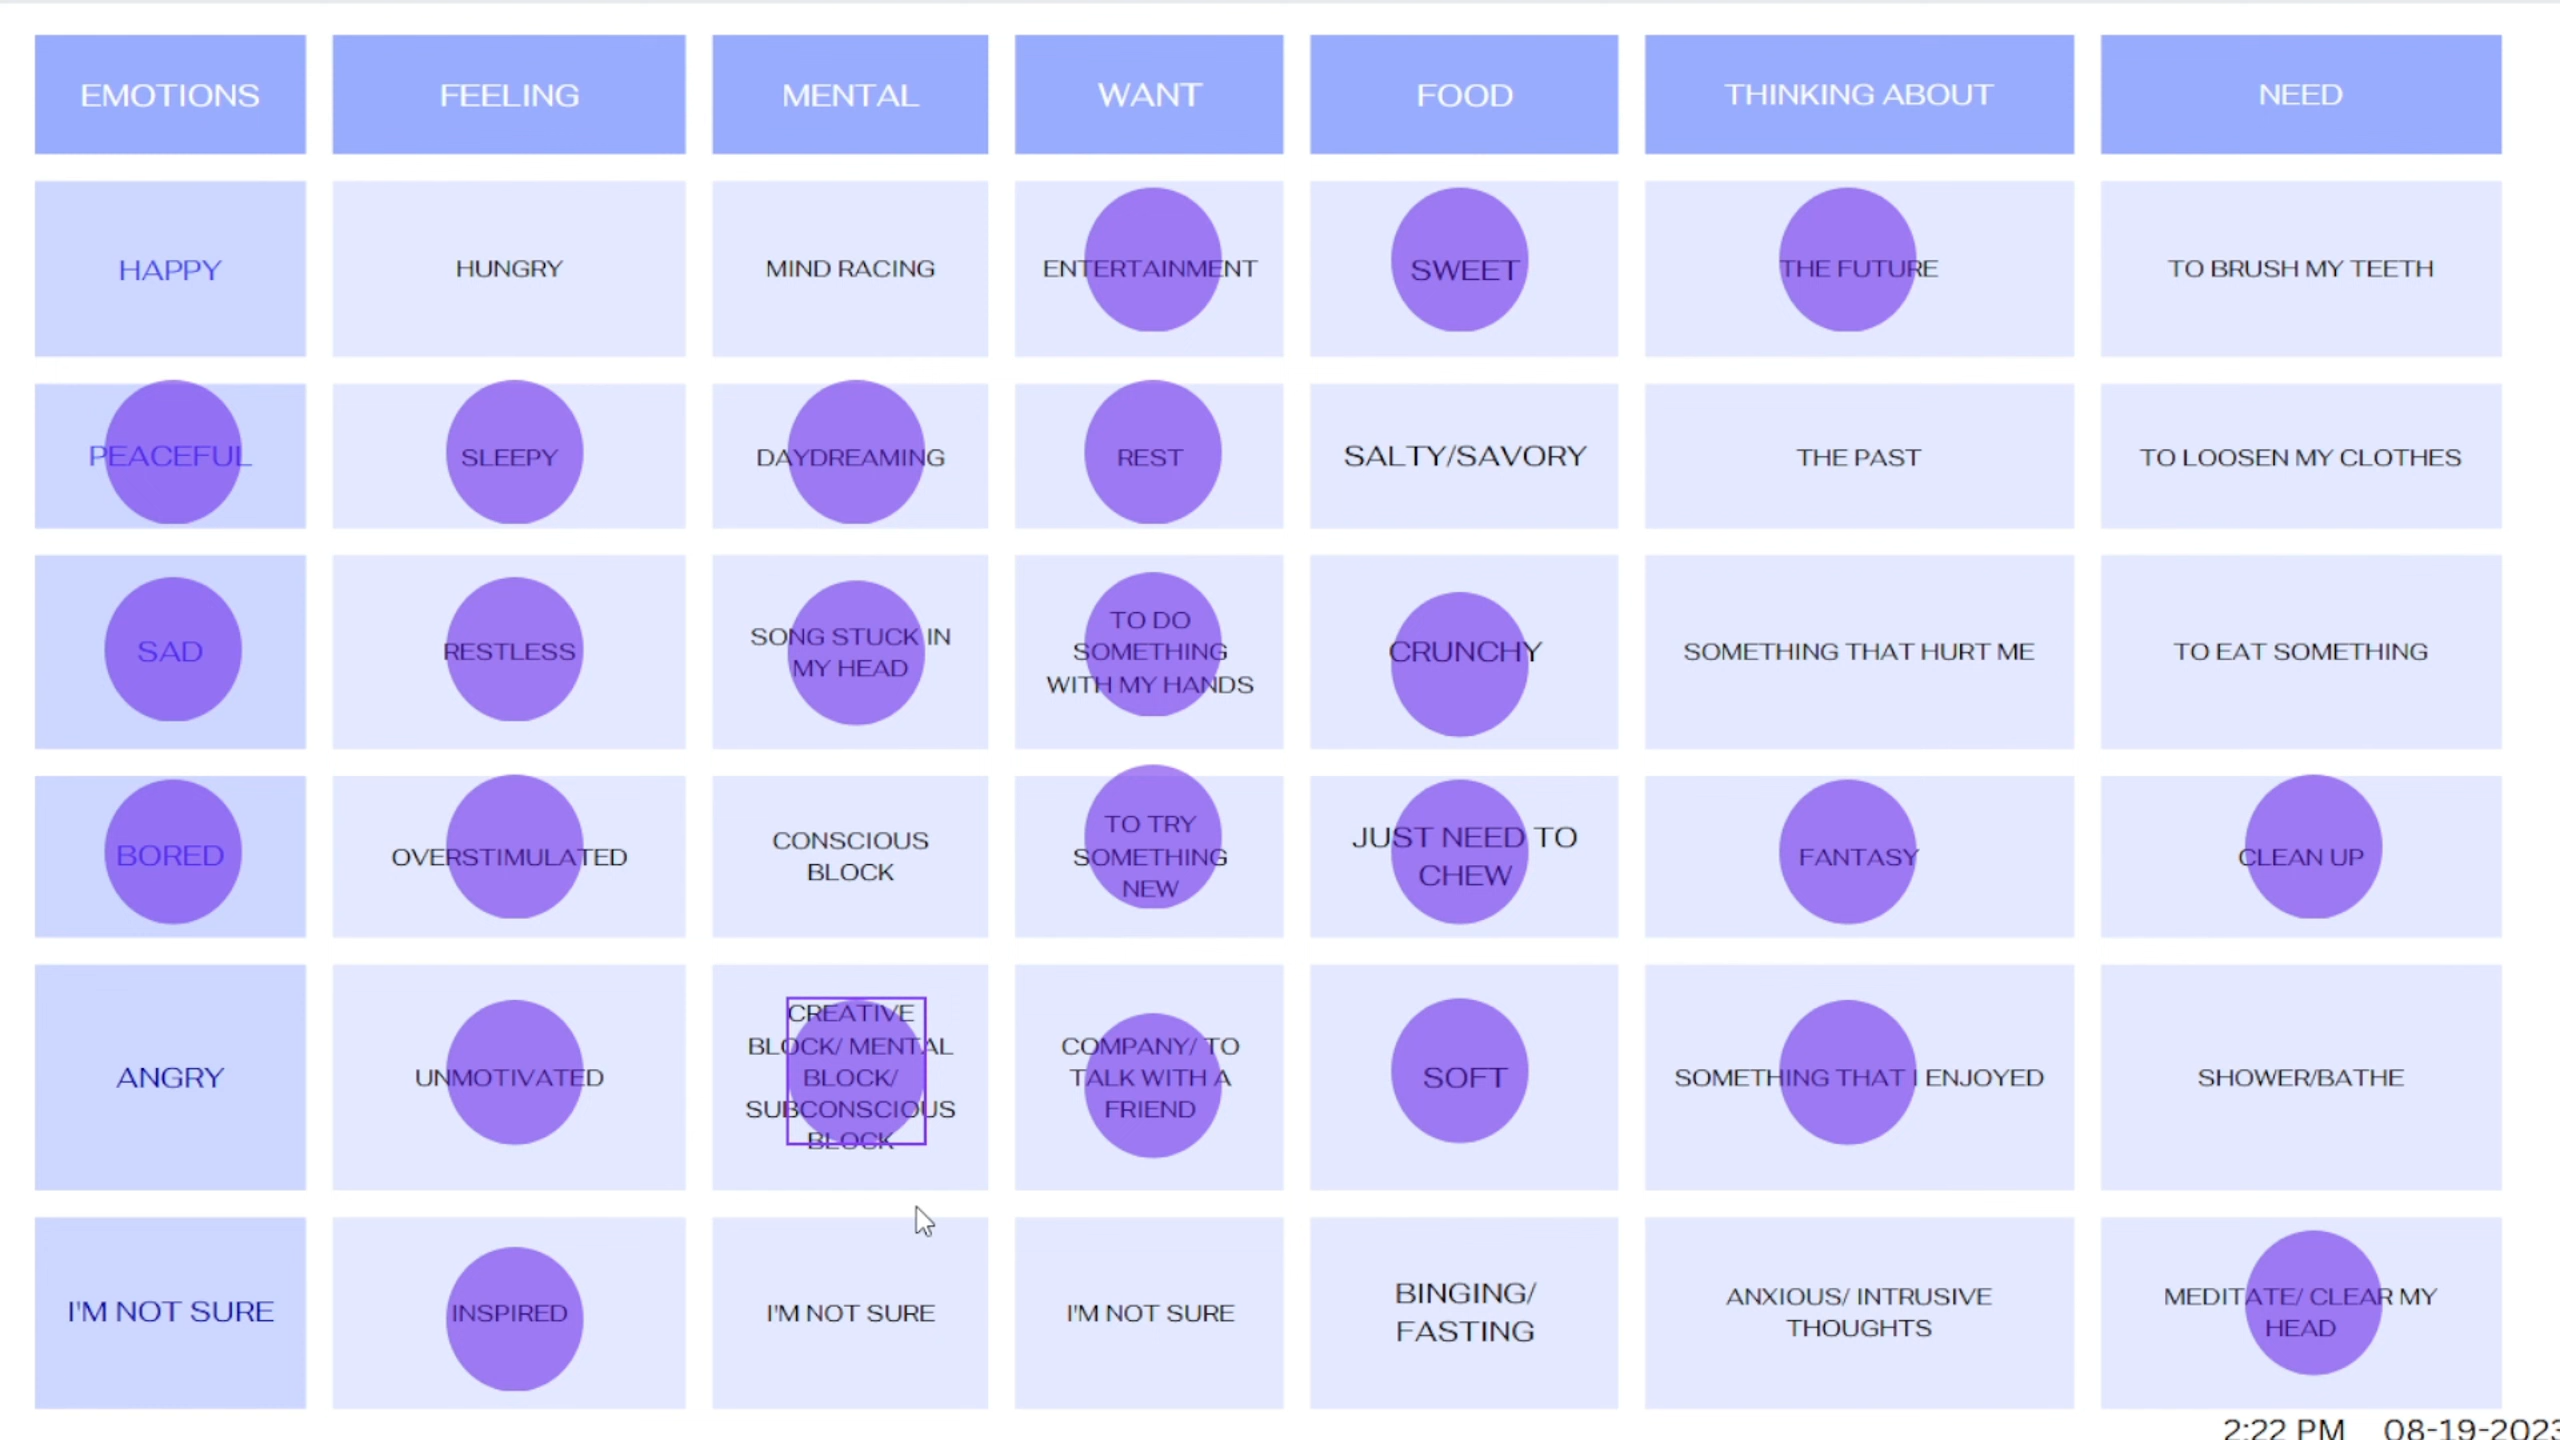 EMOTIONS FEELING MENTAL WANT FOOD THINKING ABOUT NEED
HAPPY
HUNGRY
MIND RACING
ENTERTAINMENT
SWEET
THE FUTURE
TO BRUSH MY TEETH
PEACEFUL
SLEEPY
DAYDREAMING
REST
SALTY/SAVORY
THE PAST
TO LOOSEN MY CLOTHES
SAD
RESTLESS
SONG STUCK IN
MY HEAD
TO DO
SOMETHING
WITH MY HANDS
CRUNCHY
SOMETHING THAT HURT ME
TO EAT SOMETHING
BORED
OVERSTIMULATED
CONSCIOUS
BLOCK
TO TRY
SOMETHING
NEW
JUST NEED TO
CHEW
FANTASY
CLEAN UP
ANGRY
UNMOTIVATED
CREATIVE
BLOCK/ MENTAL
BLOCK/
SUBCONSCIOUS
BLOCK
COMPANY/ TO
TALK WITH A
FRIEND
SOFT
SOMETHING THAT I ENJOYED
SHOWER/BATHE
I'M NOT SURE
INSPIRED
I'M NOT SURE
I'M NOT SURE
BINGING/
FASTING
ANXIOUS/ INTRUSIVE
THOUGHTS
MEDITATE/ CLEAR MY
HEAD
2:22 PM 08-19-2023